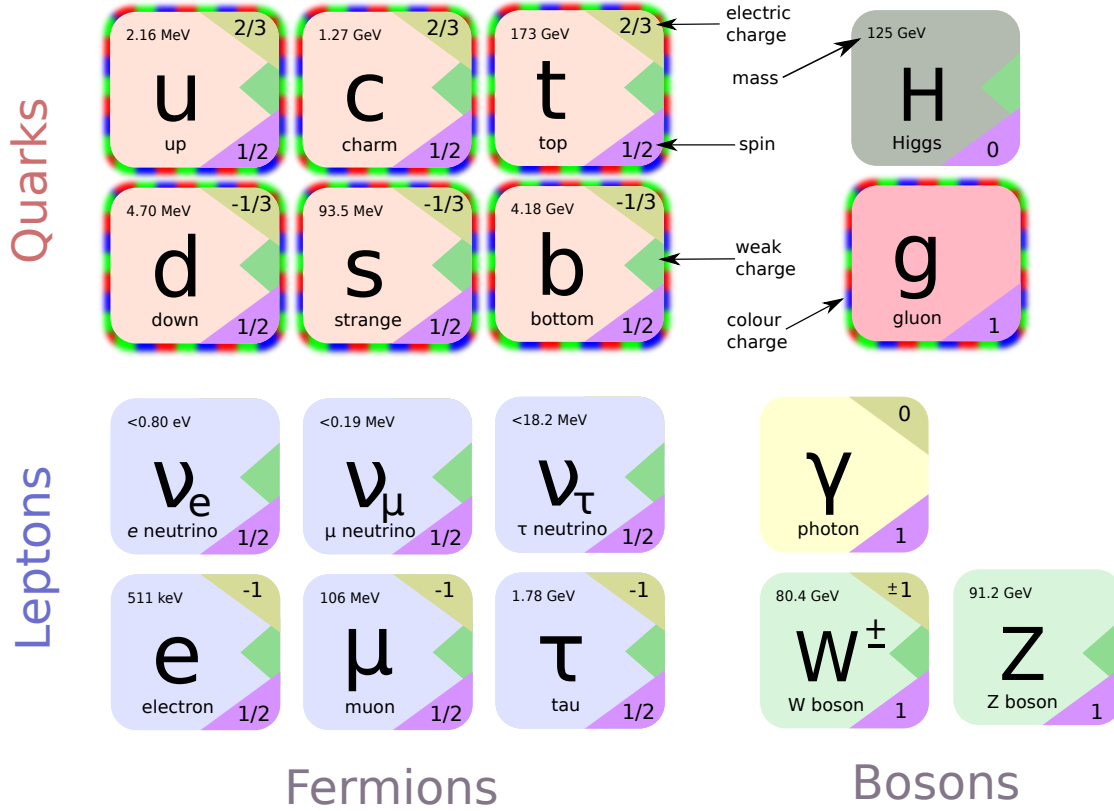 Quarks
2.16 MeV
2/3
u
up
1/2
1.27 GeV
2/3
c
charm
1/2
173 GeV
2/3
t
top
1/2
electric
charge
mass
spin
125 GeV
H
Higgs
0
4.70 MeV
-1/3
d
down
1/2
93.5 MeV
-1/3
s
strange
1/2
4.18 GeV
-1/3
b
bottom
1/2
weak
charge
colour
charge
g
gluon
1
Leptons
<0.80 eV
νe
e neutrino
1/2
<0.19 MeV
νμ
μ neutrino
1/2
<18.2 MeV
ντ
τ neutrino
1/2
0
γ
photon
1
511 keV
-1
e
electron
1/2
106 MeV
-1
μ
muon
1/2
1.78 GeV
-1
τ
tau
1/2
80.4 GeV
±1
W±
W boson
1
91.2 GeV
Z
Z boson
1
Fermions
Bosons